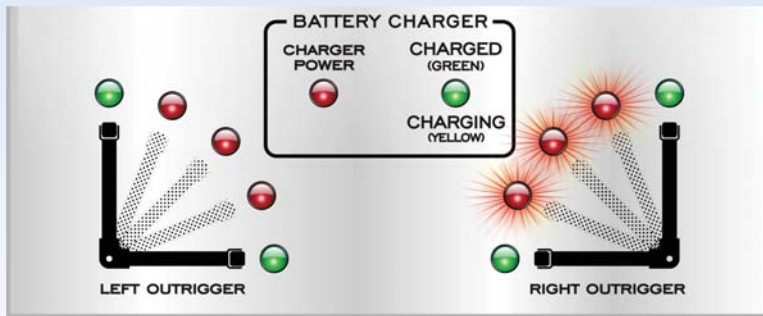 BATTERY CHARGER
CHARGER
POWER
CHARGED
(GREEN)
CHARGING
(YELLOW)
LEFT OUTRIGGER
RIGHT OUTRIGGER